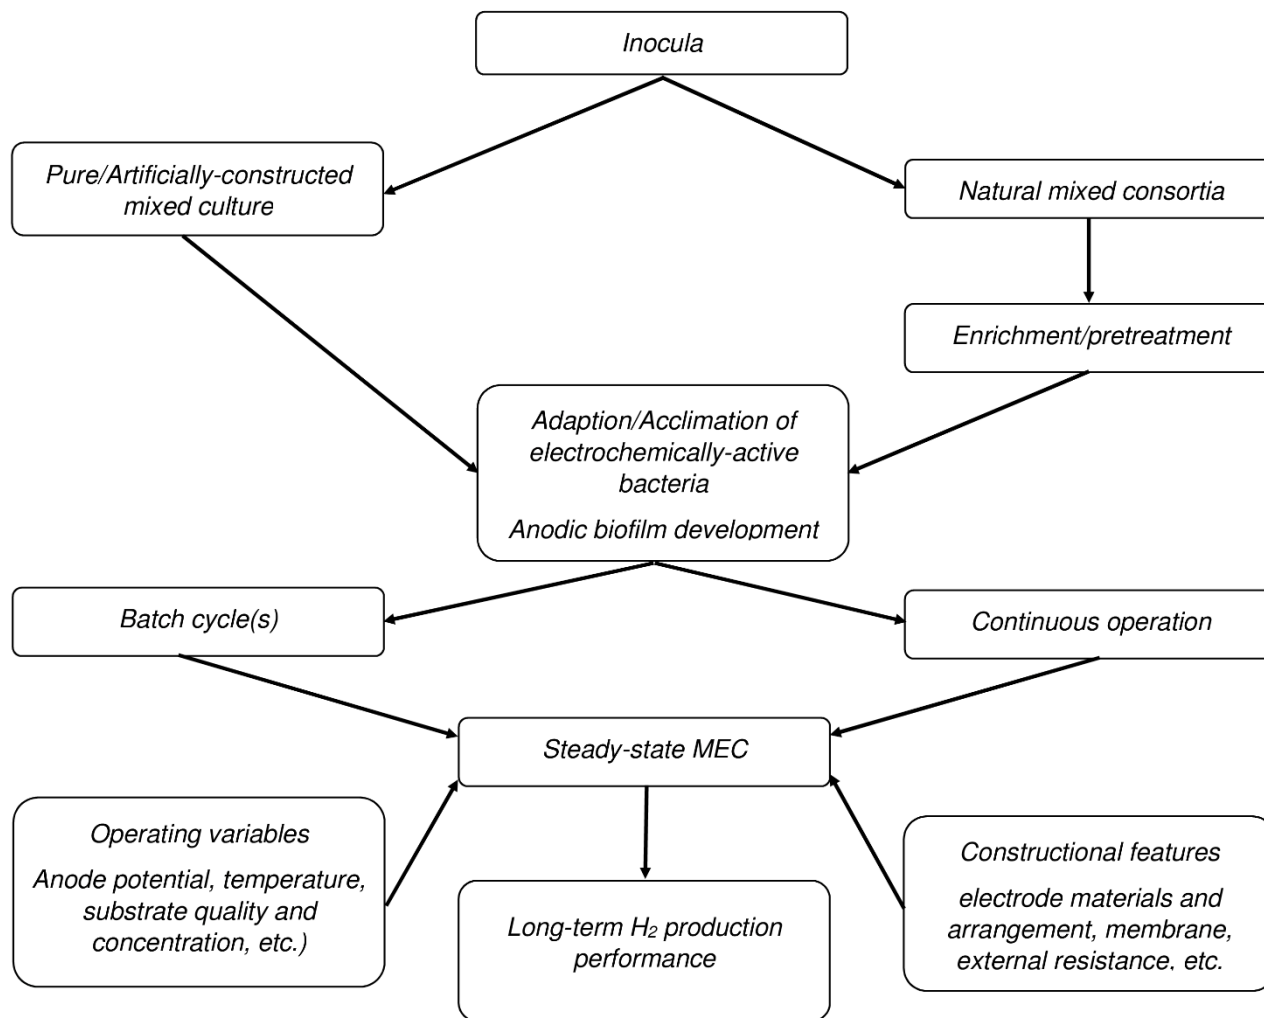 Inocula
Pure/Artificially-constructed
mixed culture
Natural mixed consortia
Enrichment/pretreatment
Adaption/Acclimation of
electrochemically-active
bacteria
Anodic biofilm development
Batch cycle(s)
Continuous operation
Steady-state MEC
Operating variables
Anode potential, temperature,
substrate quality and
concentration, etc.)
Long-term H₂ production
performance
Constructional features
electrode materials and
arrangement, membrane,
external resistance, etc.